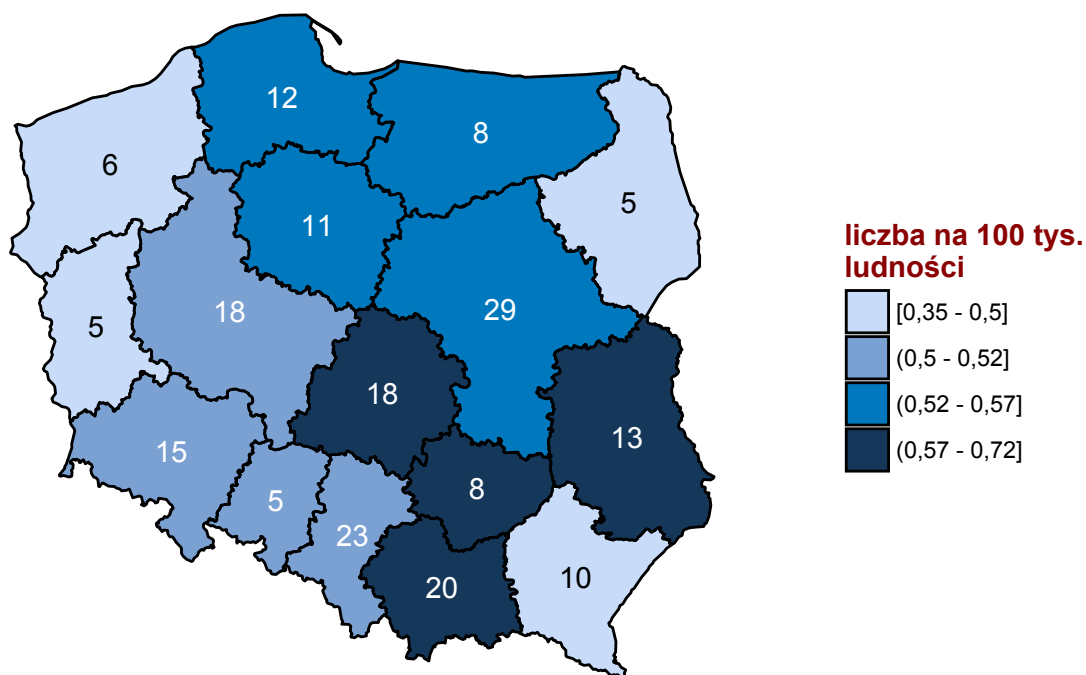 12
8
6
5
11
18
29
5
18
13
15
8
5
23
10
20
liczba na 100 tys.
ludności
[0,35 - 0,5]
(0,5 - 0,52]
(0,52 - 0,57]
(0,57 - 0,72]